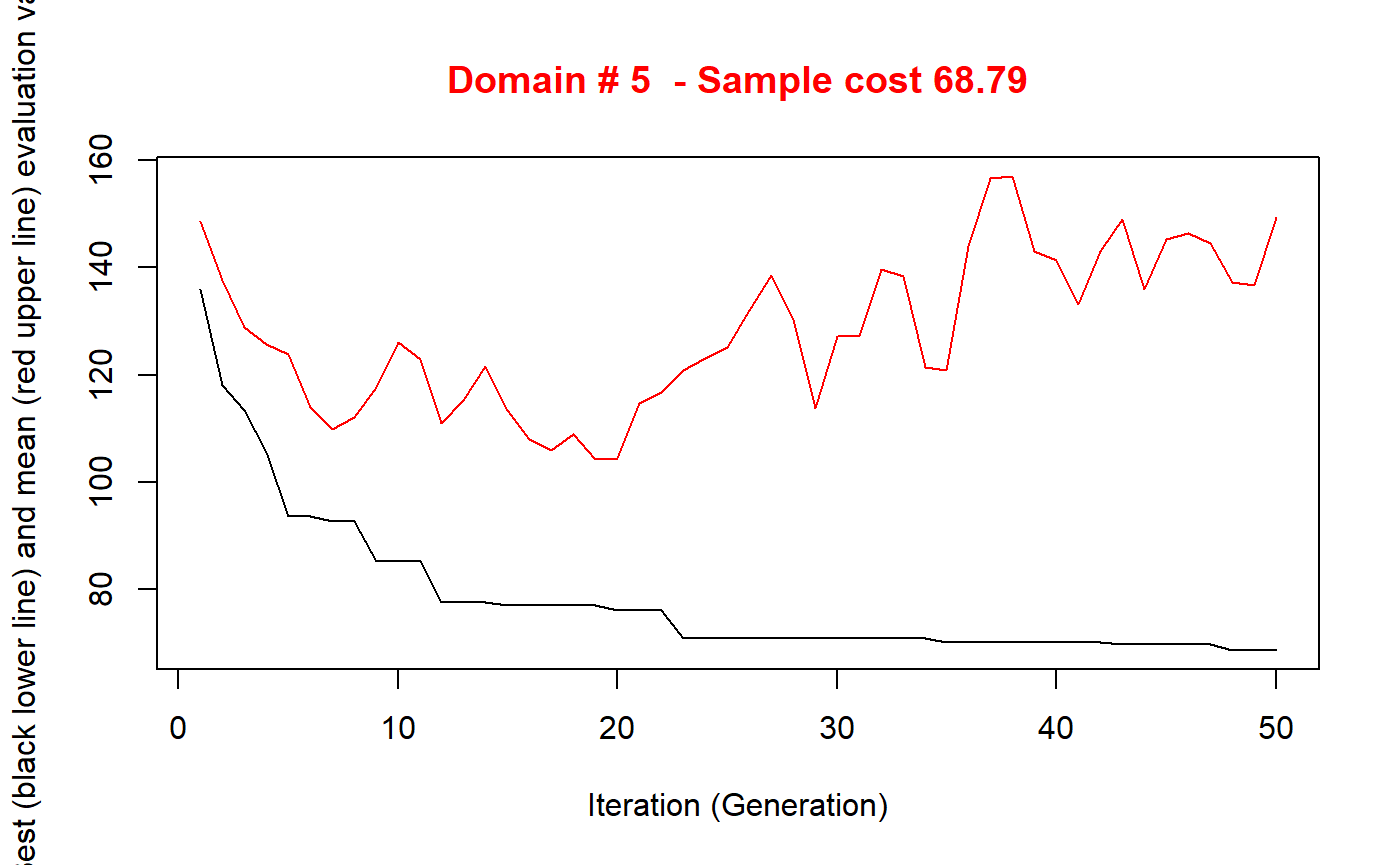 Domain # 5 - Sample cost 68.79
est (black lower line) and mean (red upper line) evaluation va
160
140
120
100
80
0 10 20 30 40 50
Iteration (Generation)